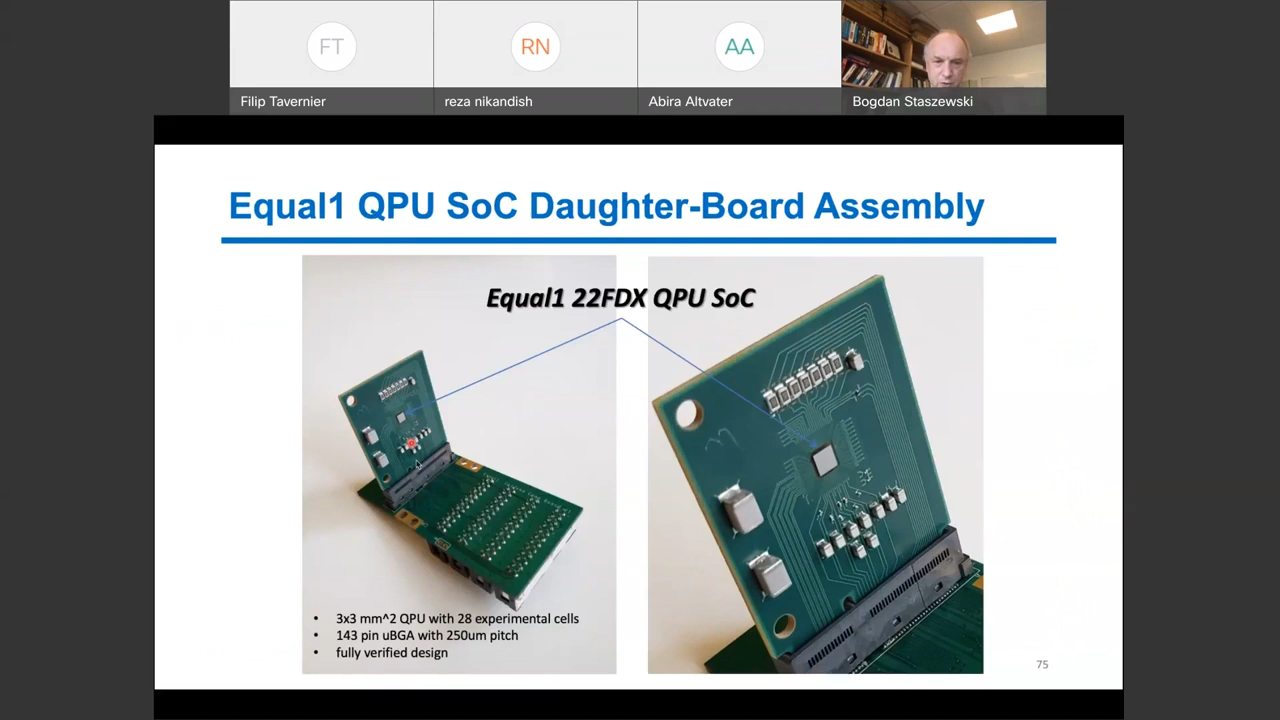 FT
RN
AA
Filip Tavernier
reza nikandish
Abira Altvater
Bogdan Staszewski
Equal1 QPU SoC Daughter-Board Assembly
Equal1 22FDX QPU SoC
• 3x3 mm^2 QPU with 28 experimental cells
• 143 pin uBGA with 250um pitch
• fully verified design
75